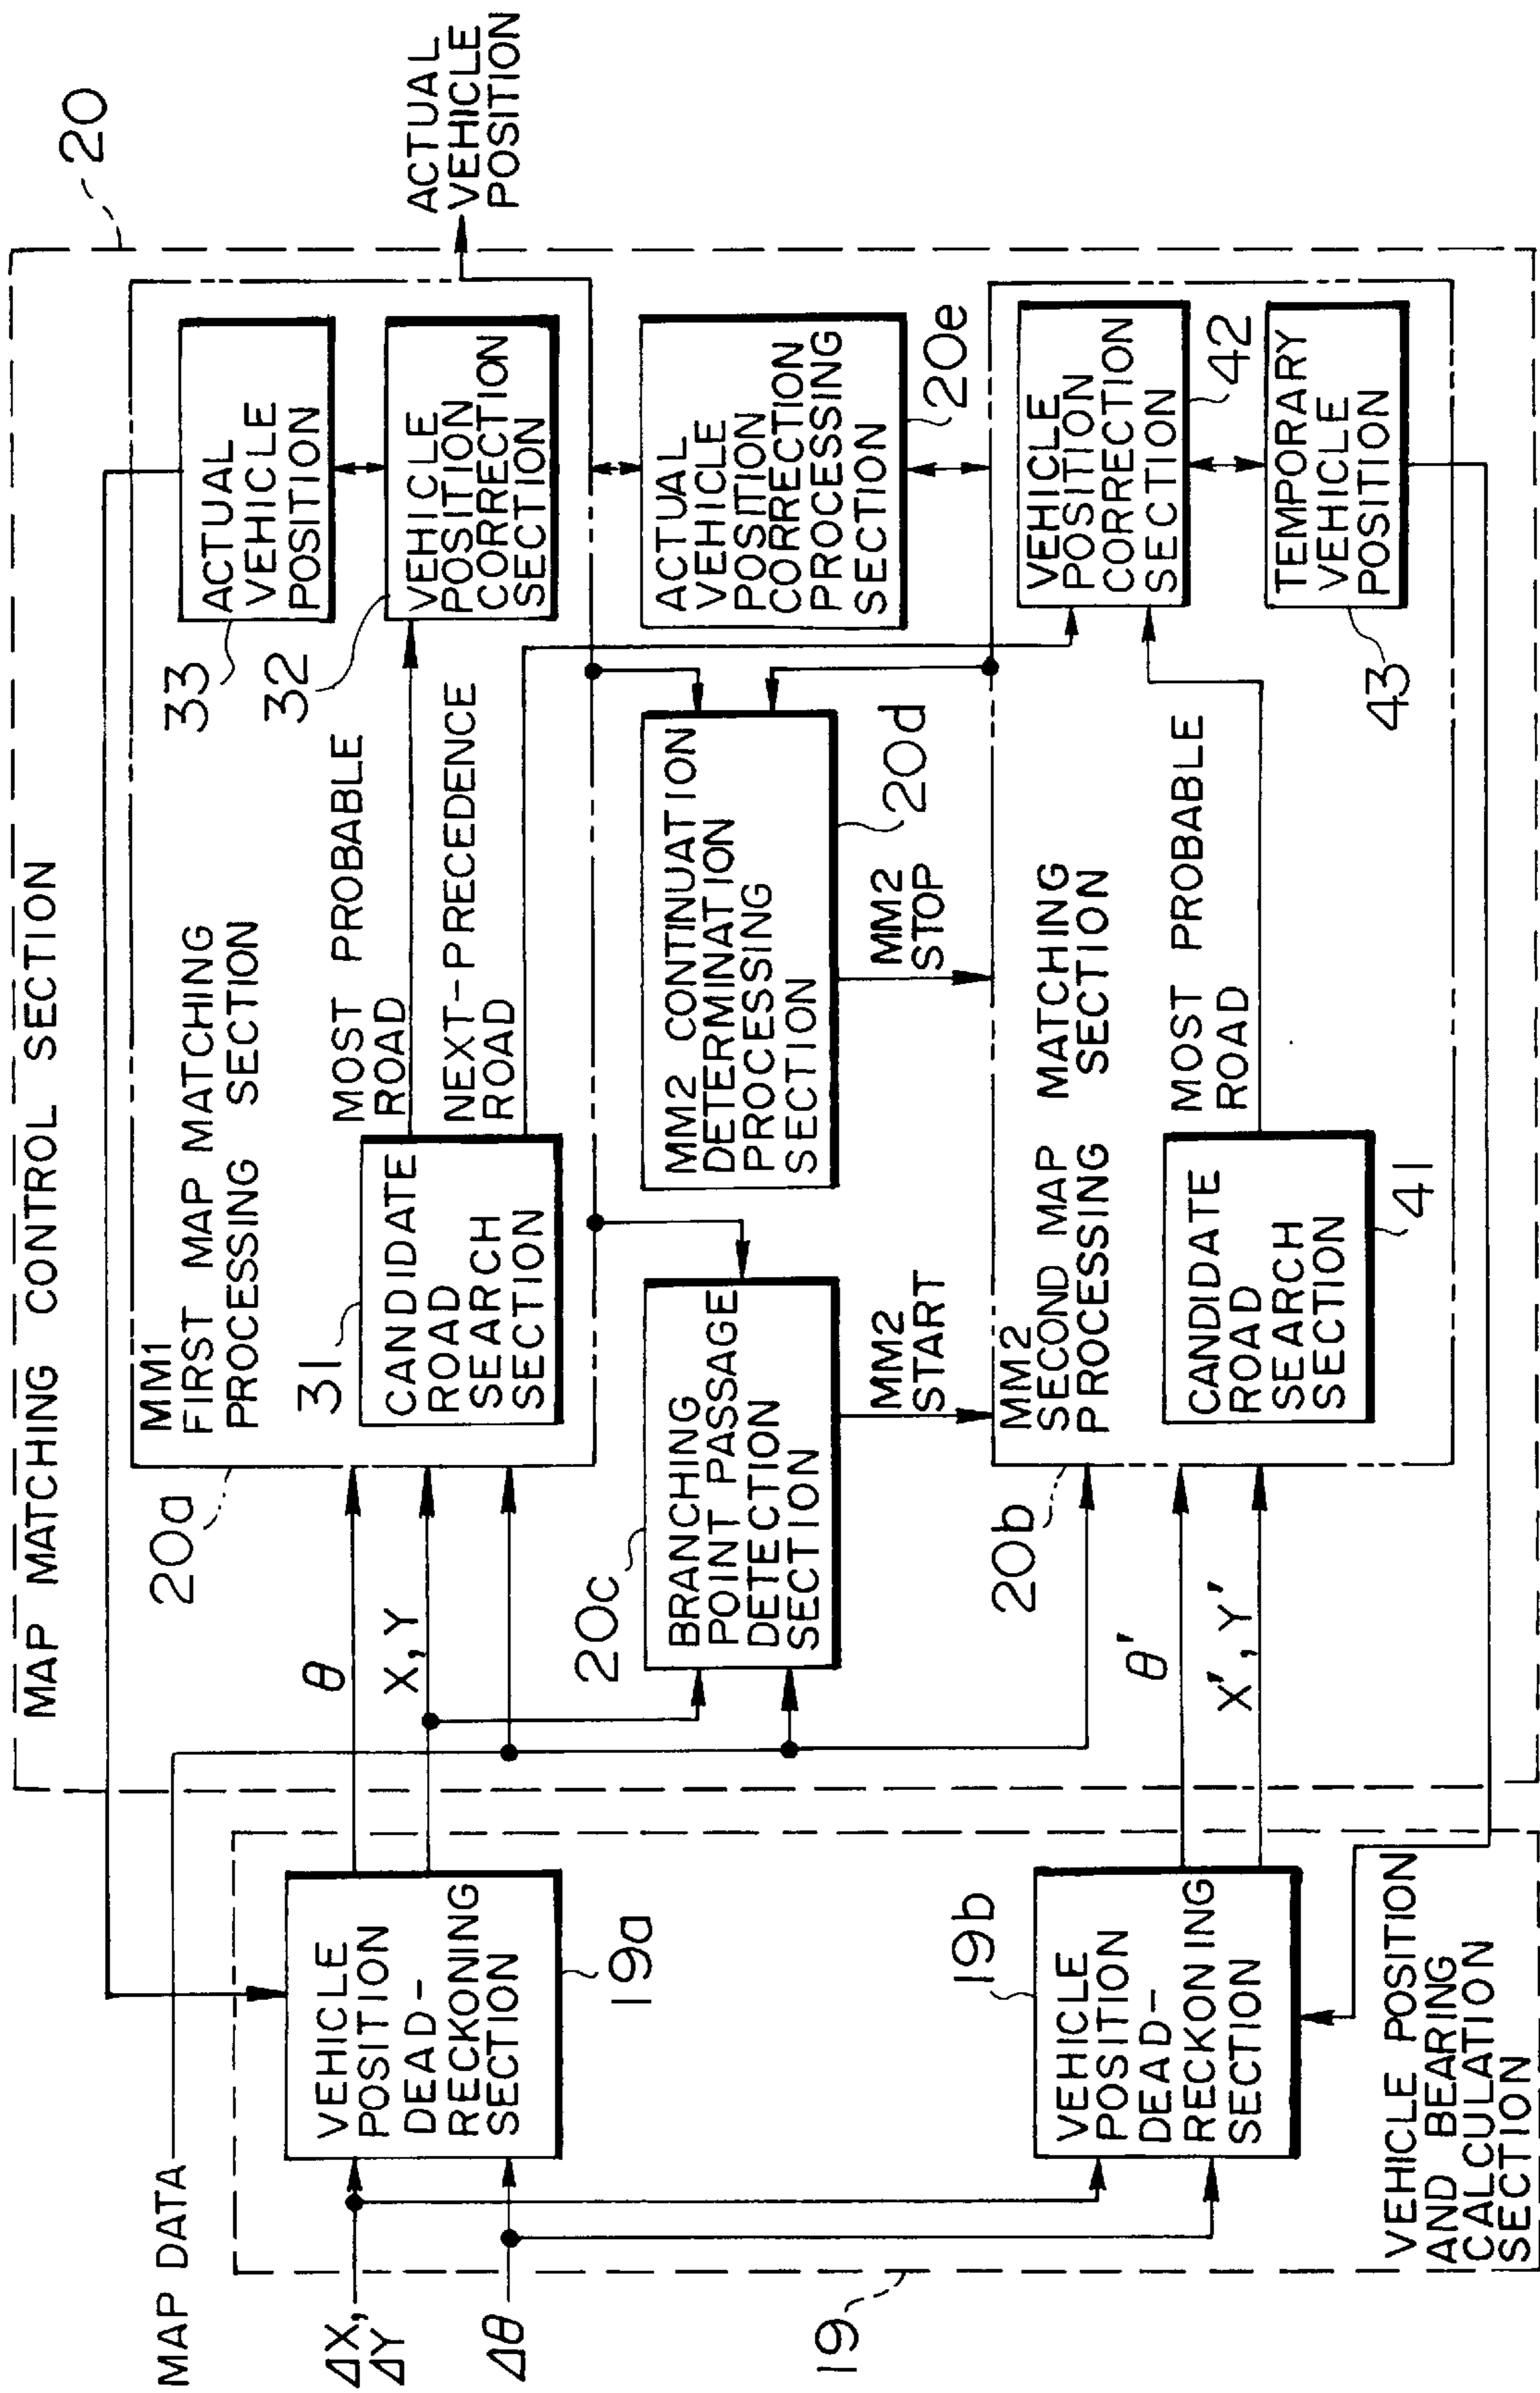 MAP MATCHING CONTROL SECTION
20
MAP DATA
ΔX,
ΔY
Δθ
19
VEHICLE
POSITION
DEAD-
RECKONING
SECTION
19a
VEHICLE
POSITION
DEAD-
RECKONING
SECTION
19b
VEHICLE POSITION
AND BEARING
CALCULATION
SECTION
θ
X,Y
θ'
X',Y'
20a
MM1
FIRST MAP MATCHING
PROCESSING SECTION
31
CANDIDATE
ROAD
SEARCH
SECTION
MOST PROBABLE
ROAD
NEXT-PRECEDENCE
ROAD
33
ACTUAL
VEHICLE
POSITION
32
VEHICLE
POSITION
CORRECTION
SECTION
ACTUAL
VEHICLE
POSITION
20c
BRANCHING
POINT PASSAGE
DETECTION
SECTION
MM2
START
MM2 CONTINUATION
DETERMINATION
PROCESSING
SECTION
20d
MM2
STOP
ACTUAL
VEHICLE
POSITION
CORRECTION
PROCESSING
SECTION
20e
20b
MM2
SECOND MAP MATCHING
PROCESSING SECTION
CANDIDATE
ROAD
SEARCH
SECTION
41
MOST PROBABLE
ROAD
VEHICLE
POSITION
CORRECTION
SECTION
42
TEMPORARY
VEHICLE
POSITION
43